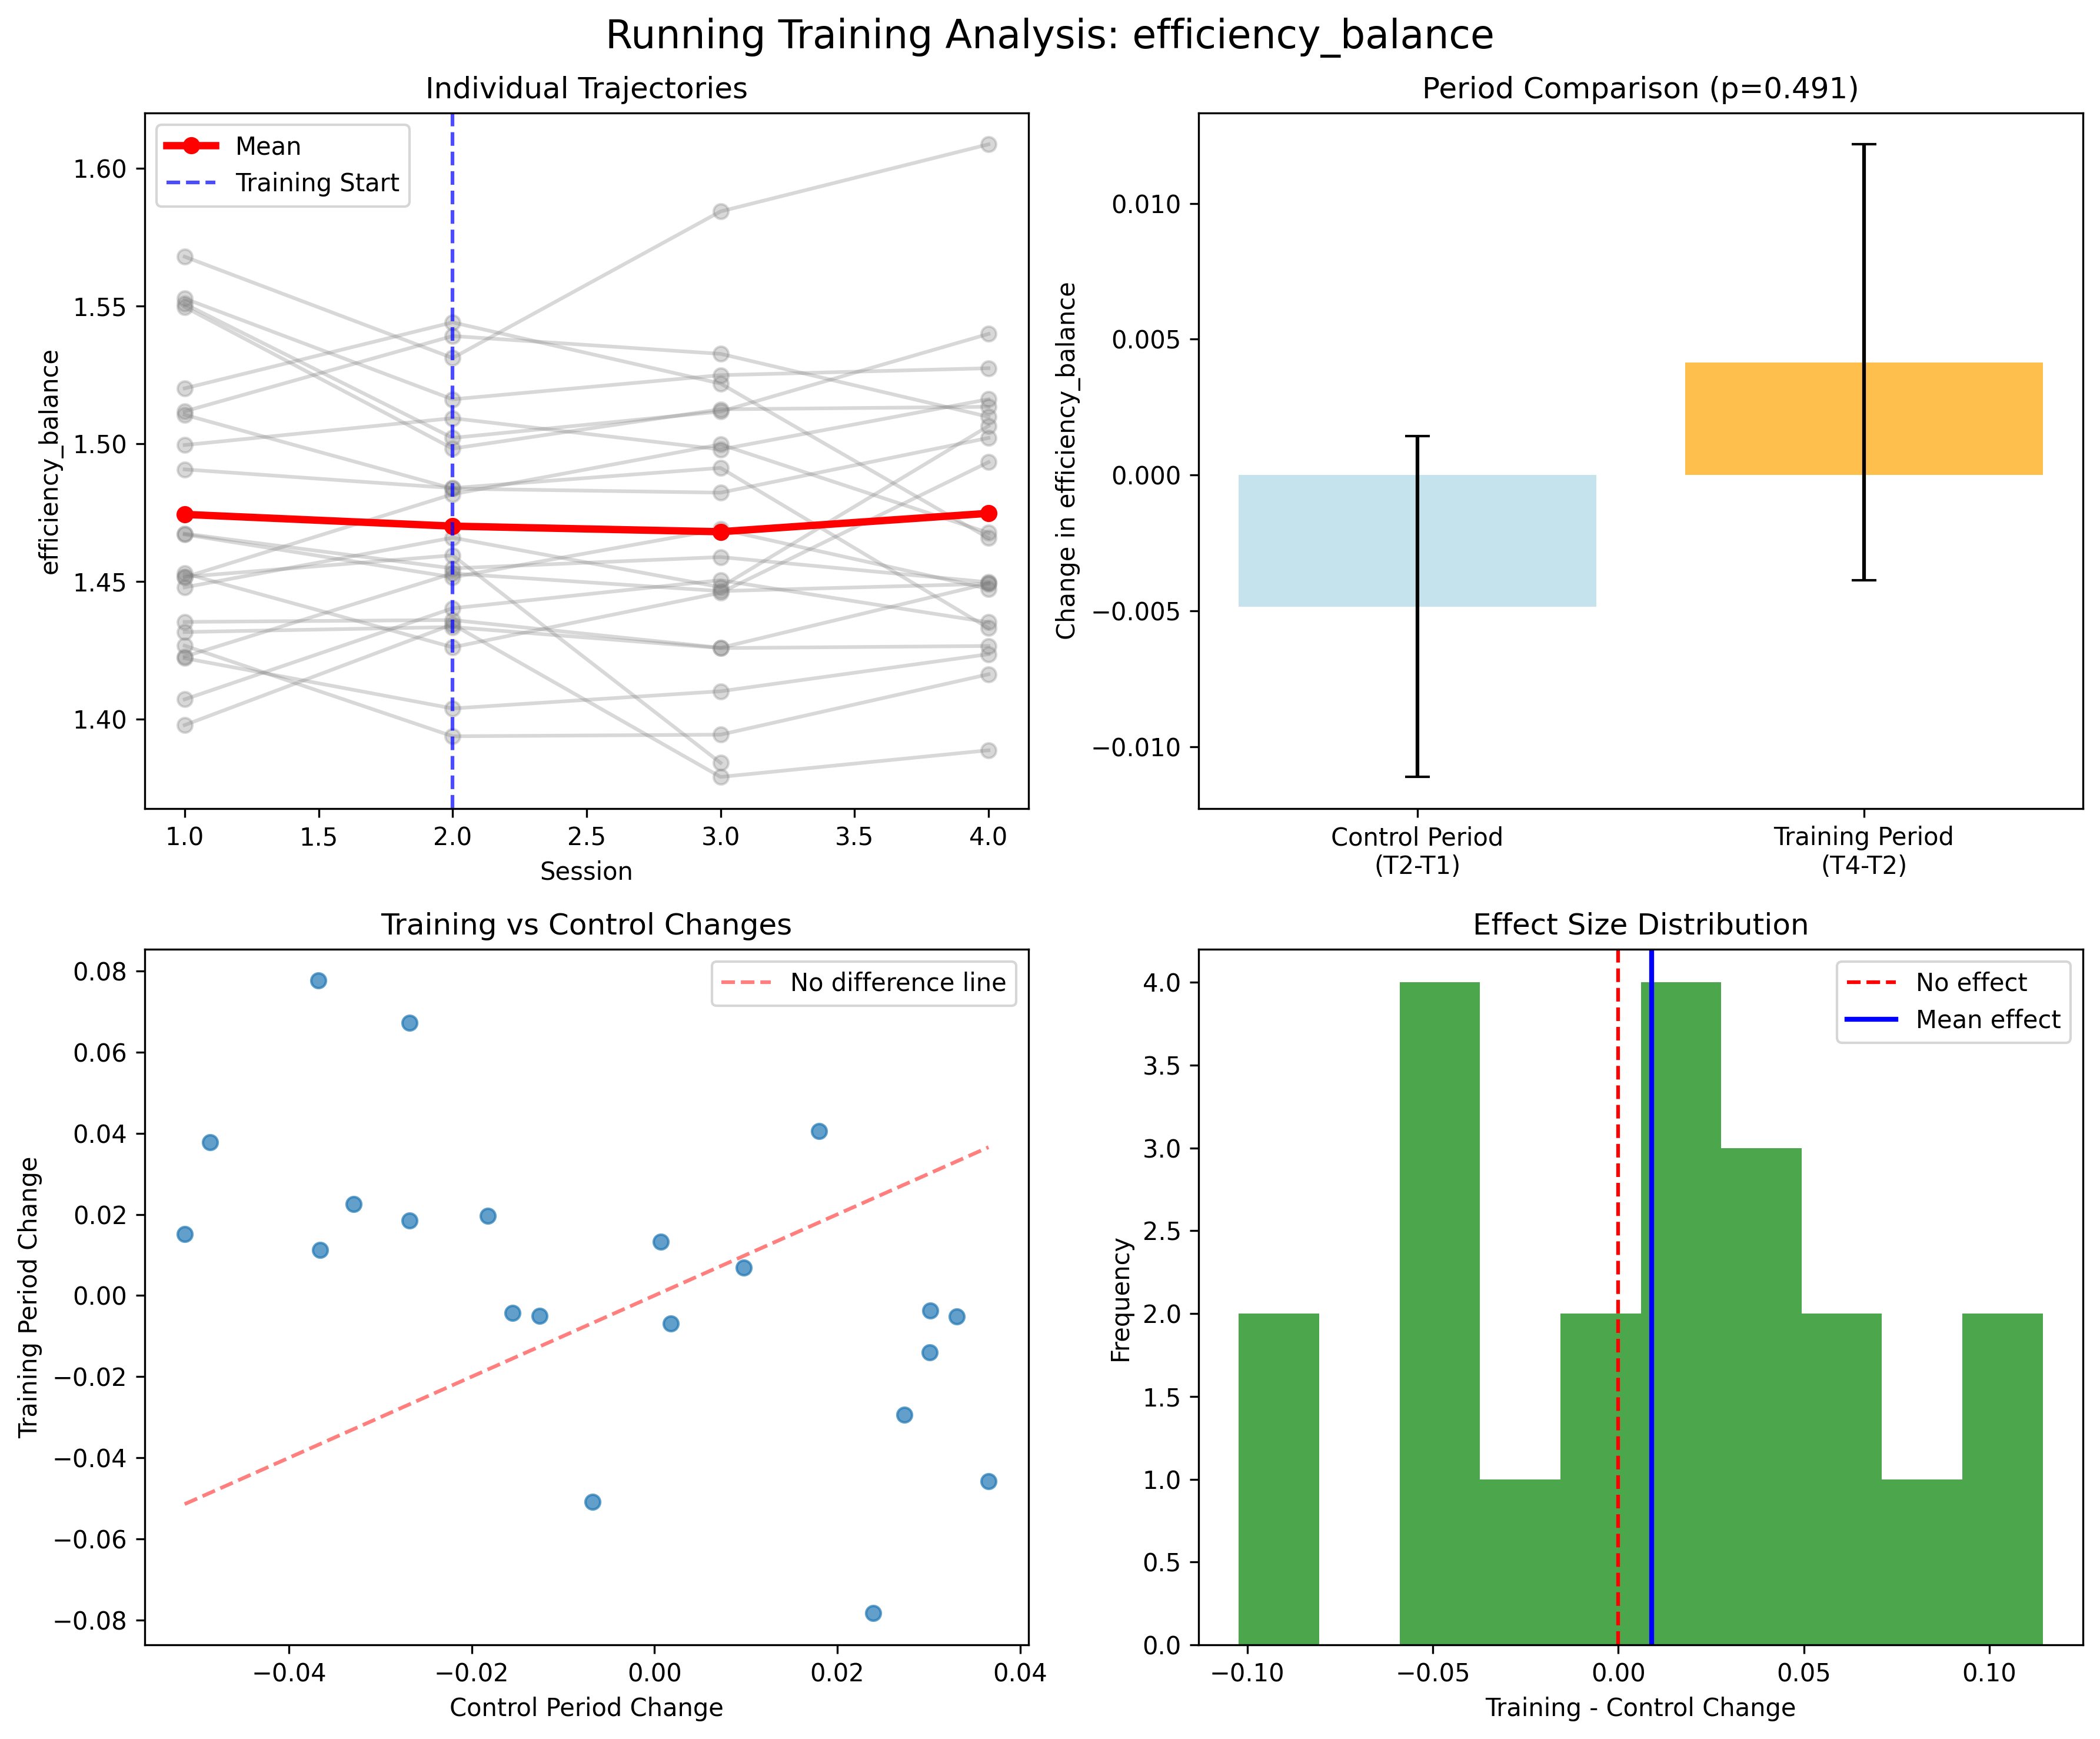 Running Training Analysis: efficiency_balance
Individual Trajectories
Mean
Training Start
1.60
1.55
1.50
1.45
1.40
efficiency_balance
1.0
1.5
2.0
2.5
3.0
3.5
4.0
Session
Period Comparison (p=0.491)
0.010
0.005
0.000
−0.005
−0.010
Change in efficiency_balance
Control Period
(T2-T1)
Training Period
(T4-T2)
Training vs Control Changes
No difference line
0.08
0.06
0.04
0.02
0.00
−0.02
−0.04
−0.06
−0.08
Training Period Change
−0.04
−0.02
0.00
0.02
0.04
Control Period Change
Effect Size Distribution
No effect
Mean effect
4.0
3.5
3.0
2.5
2.0
1.5
1.0
0.5
0.0
Frequency
−0.10
−0.05
0.00
0.05
0.10
Training - Control Change